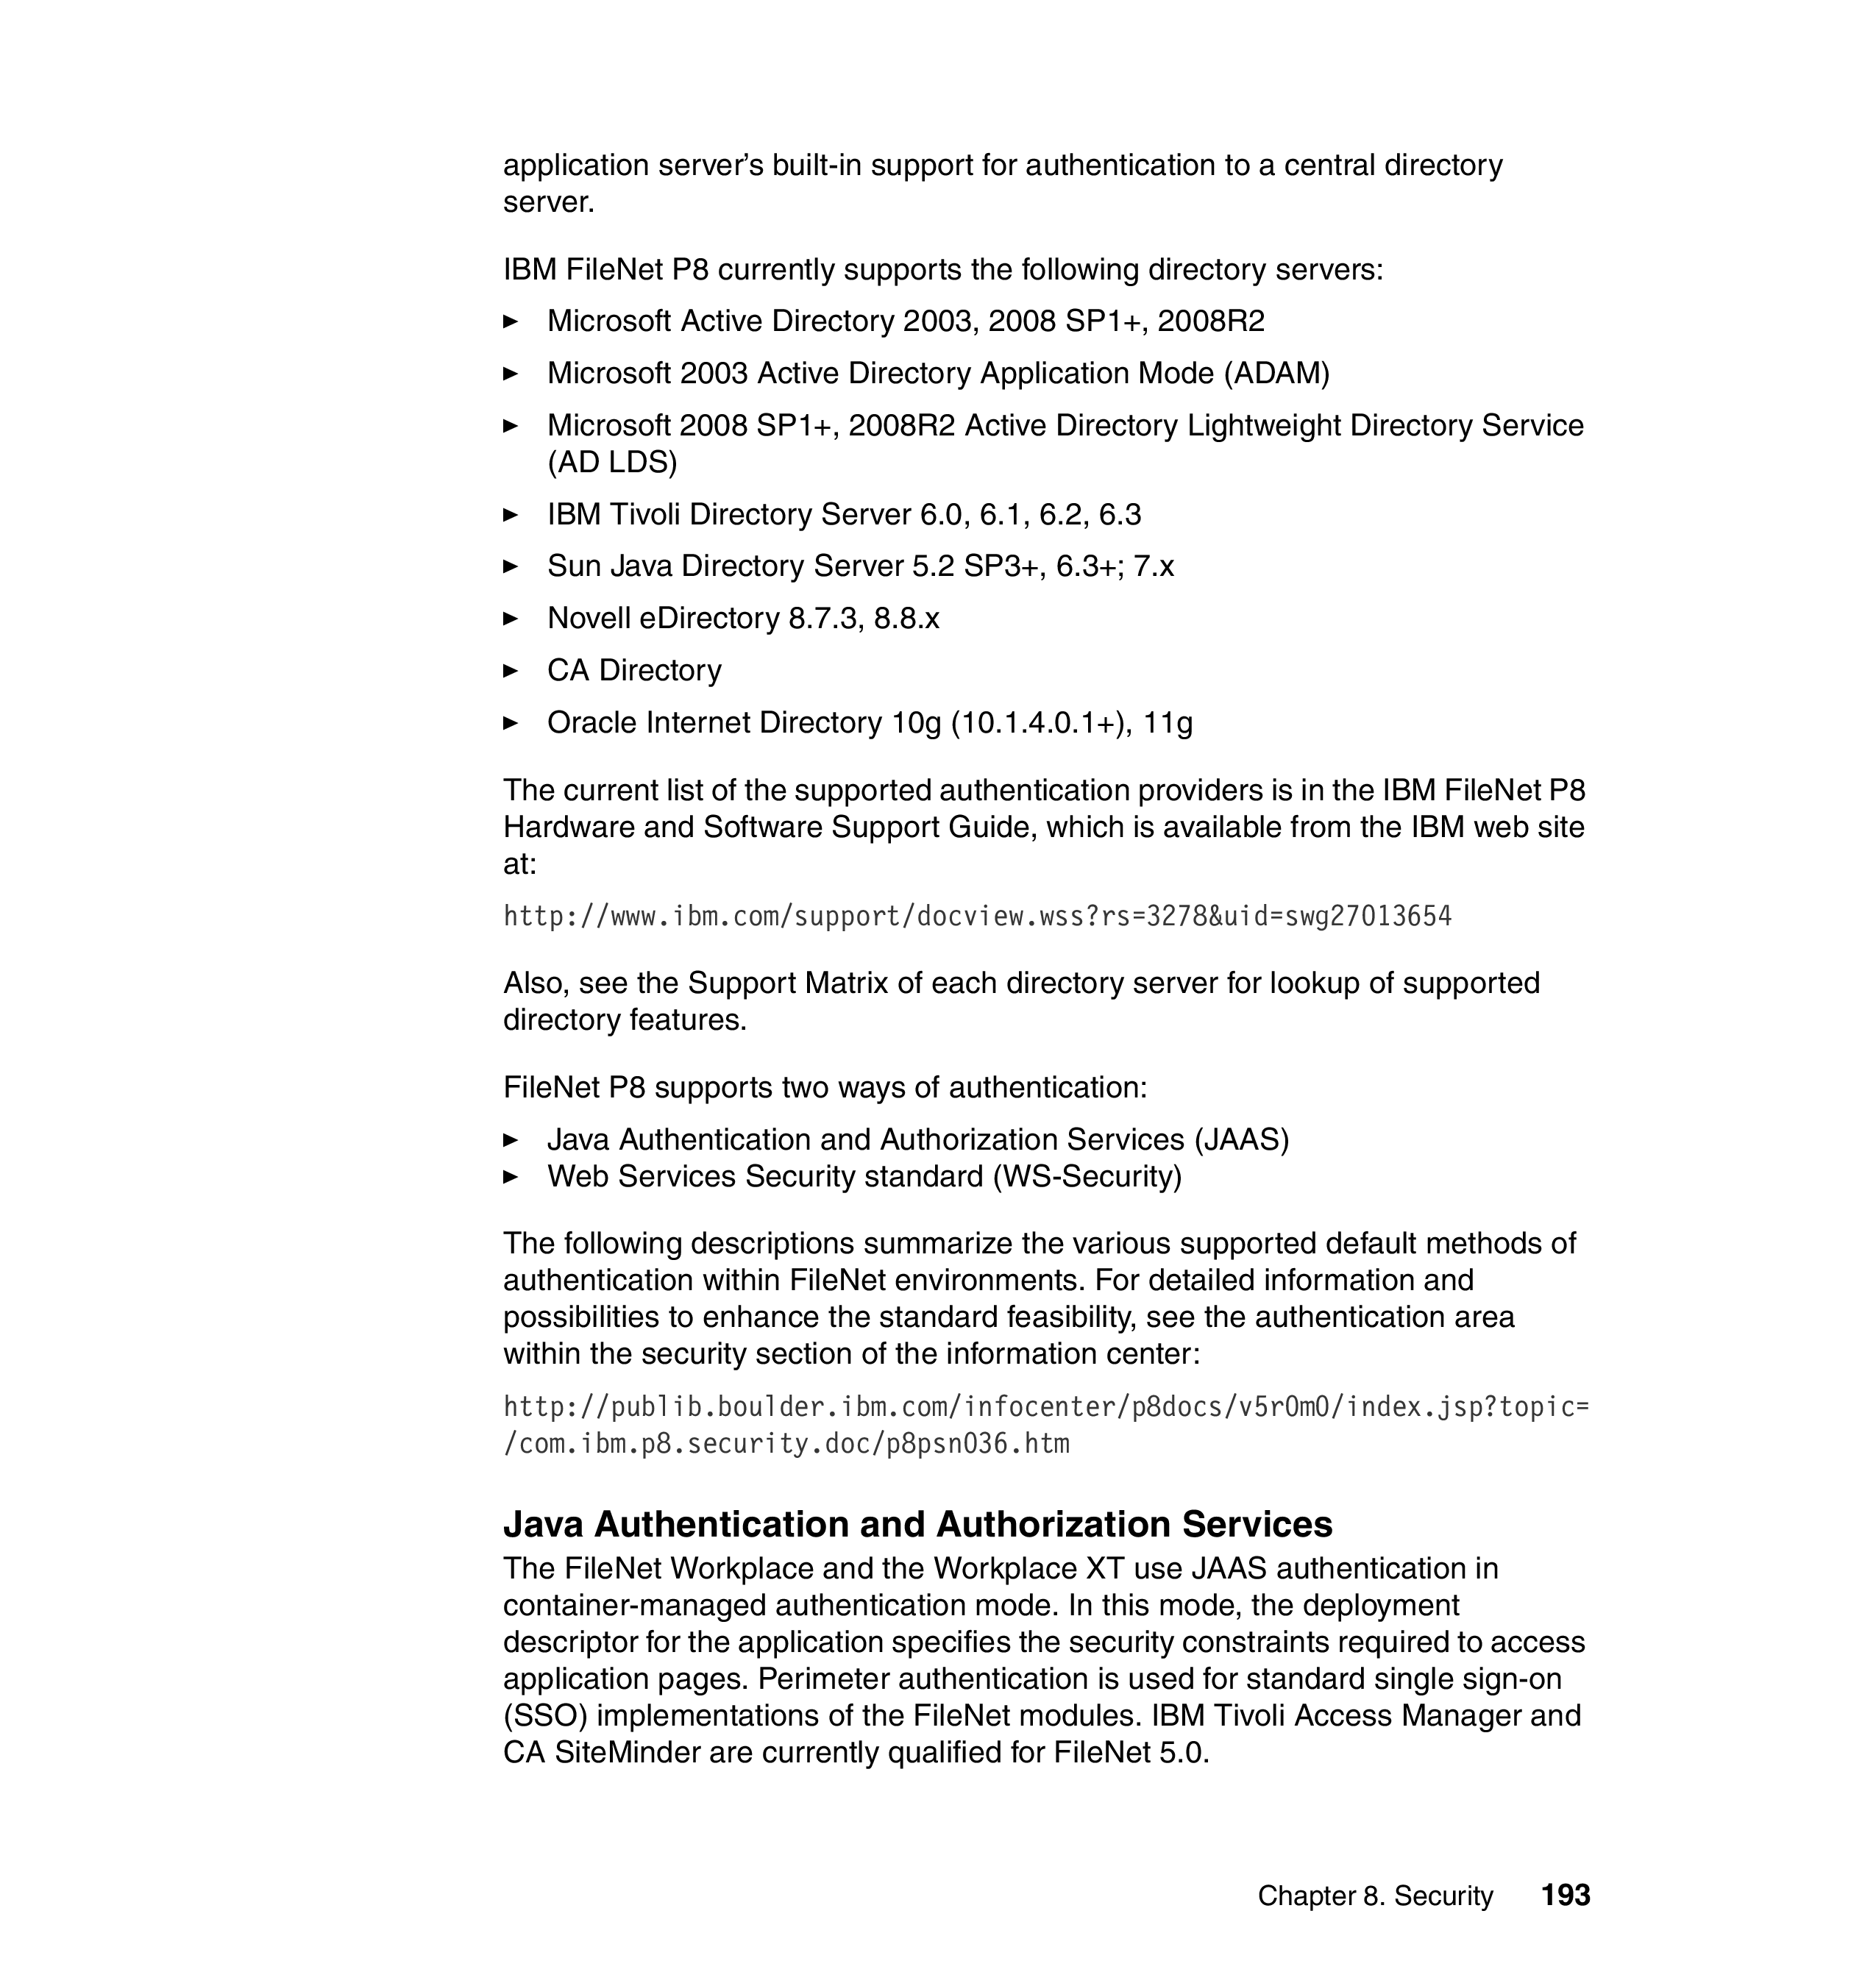 application server’s built-in support for authentication to a central directory
server.
IBM FileNet P8 currently supports the following directory servers:
► Microsoft Active Directory 2003, 2008 SP1+, 2008R2
► Microsoft 2003 Active Directory Application Mode (ADAM)
► Microsoft 2008 SP1+, 2008R2 Active Directory Lightweight Directory Service
(AD LDS)
► IBM Tivoli Directory Server 6.0, 6.1, 6.2, 6.3
► Sun Java Directory Server 5.2 SP3+, 6.3+; 7.x
► Novell eDirectory 8.7.3, 8.8.x
► CA Directory
► Oracle Internet Directory 10g (10.1.4.0.1+), 11g
The current list of the supported authentication providers is in the IBM FileNet P8
Hardware and Software Support Guide, which is available from the IBM web site
at:
http://www.ibm.com/support/docview.wss?rs=3278&uid=swg27013654
Also, see the Support Matrix of each directory server for lookup of supported
directory features.
FileNet P8 supports two ways of authentication:
► Java Authentication and Authorization Services (JAAS)
► Web Services Security standard (WS-Security)
The following descriptions summarize the various supported default methods of
authentication within FileNet environments. For detailed information and
possibilities to enhance the standard feasibility, see the authentication area
within the security section of the information center:
http://publib.boulder.ibm.com/infocenter/p8docs/v5r0m0/index.jsp?topic=
/com.ibm.p8.security.doc/p8psn036.htm
Java Authentication and Authorization Services
The FileNet Workplace and the Workplace XT use JAAS authentication in
container-managed authentication mode. In this mode, the deployment
descriptor for the application specifies the security constraints required to access
application pages. Perimeter authentication is used for standard single sign-on
(SSO) implementations of the FileNet modules. IBM Tivoli Access Manager and
CA SiteMinder are currently qualified for FileNet 5.0.
Chapter 8. Security 193